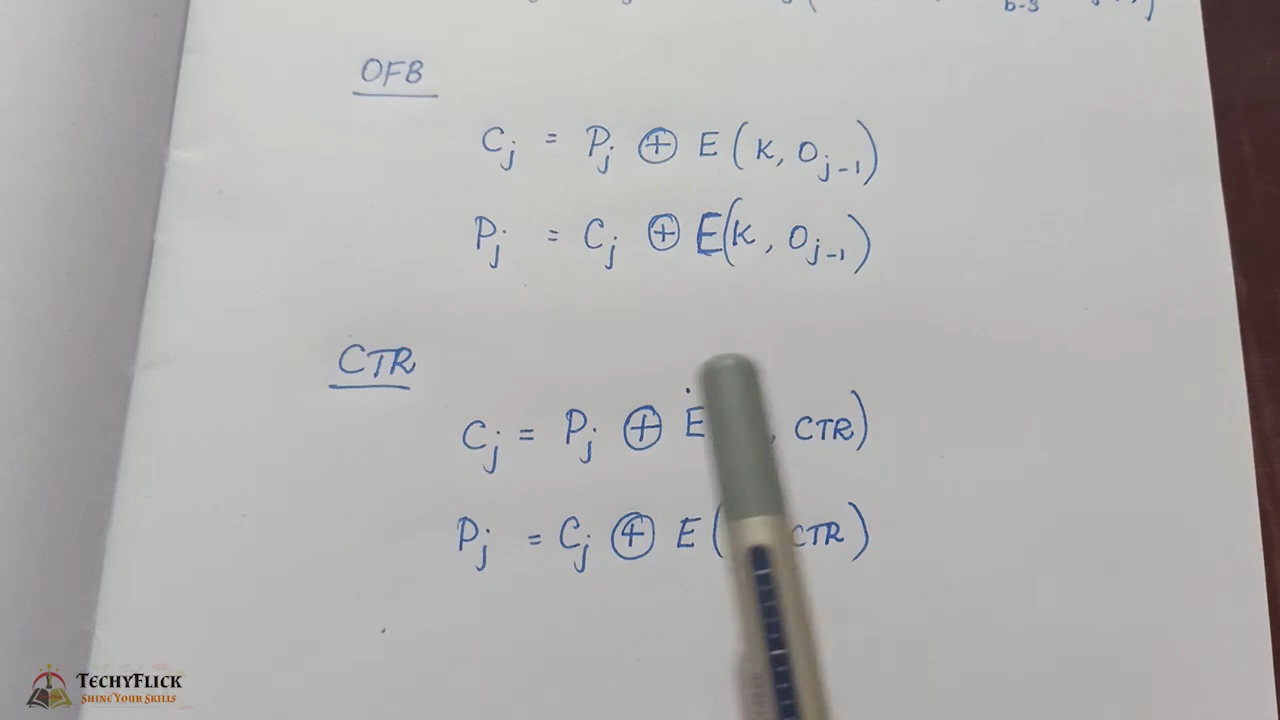 b-s
OFB
Cj = Pj ⊕ E (K, Oj-1)
Pj = Cj ⊕ E(K, Oj-1)
CTR
Cj = Pj ⊕ E , CTR)
Pj = Cj ⊕ E ( CTR)
TECHYFLICK
SHINE YOUR SKILLS